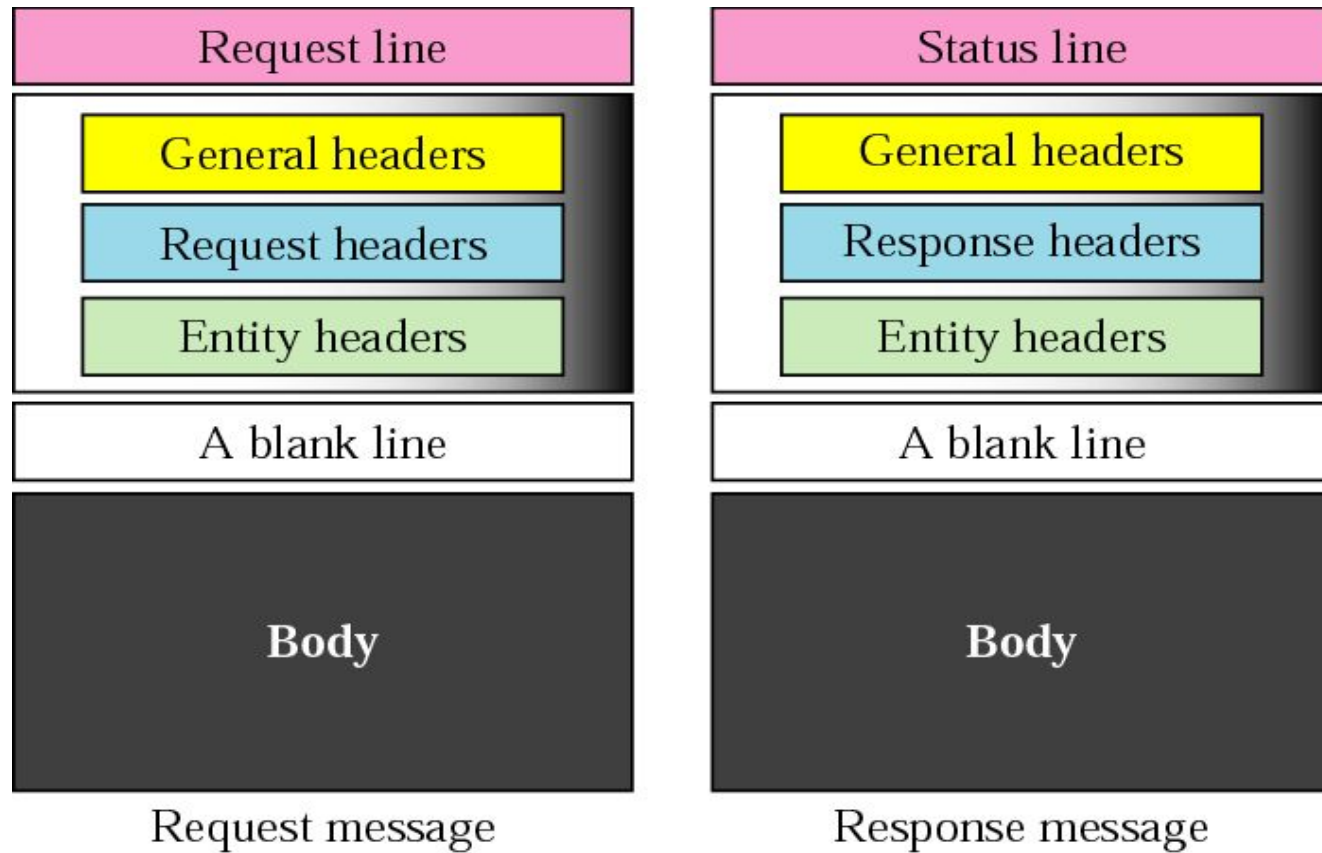 Request line
General headers
Request headers
Entity headers
A blank line
Body
Request message
Status line
General headers
Response headers
Entity headers
A blank line
Body
Response message